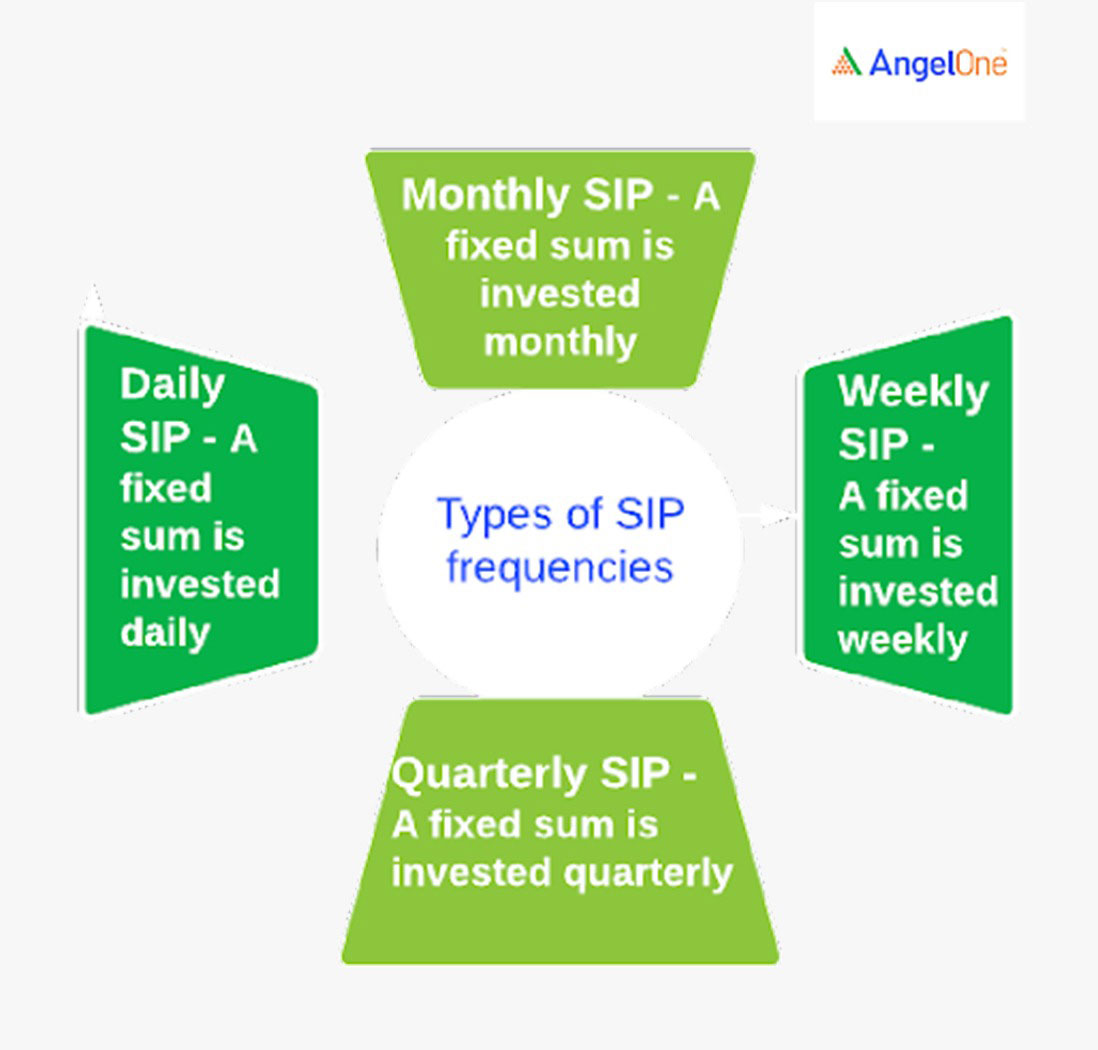 AngelOne
Monthly SIP - A
fixed sum is
invested
monthly
Daily
SIP - A
fixed
sum is
invested
daily
Types of SIP
frequencies
Weekly
SIP -
A fixed
sum is
invested
weekly
Quarterly SIP -
A fixed sum is
invested quarterly